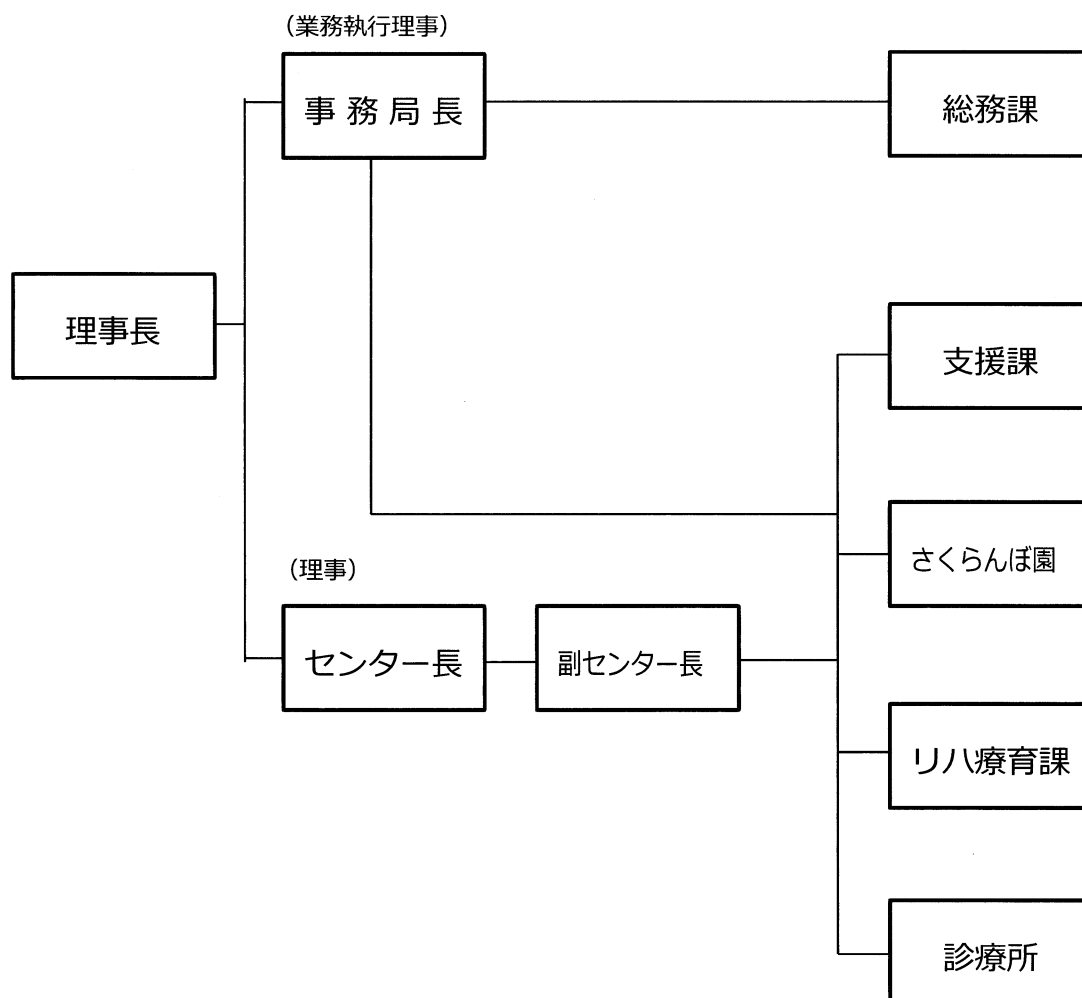 （業務執行理事）
事務局長
総務課
理事長
支援課
さくらんぼ園
（理事）
センター長
副センター長
リハ療育課
診療所